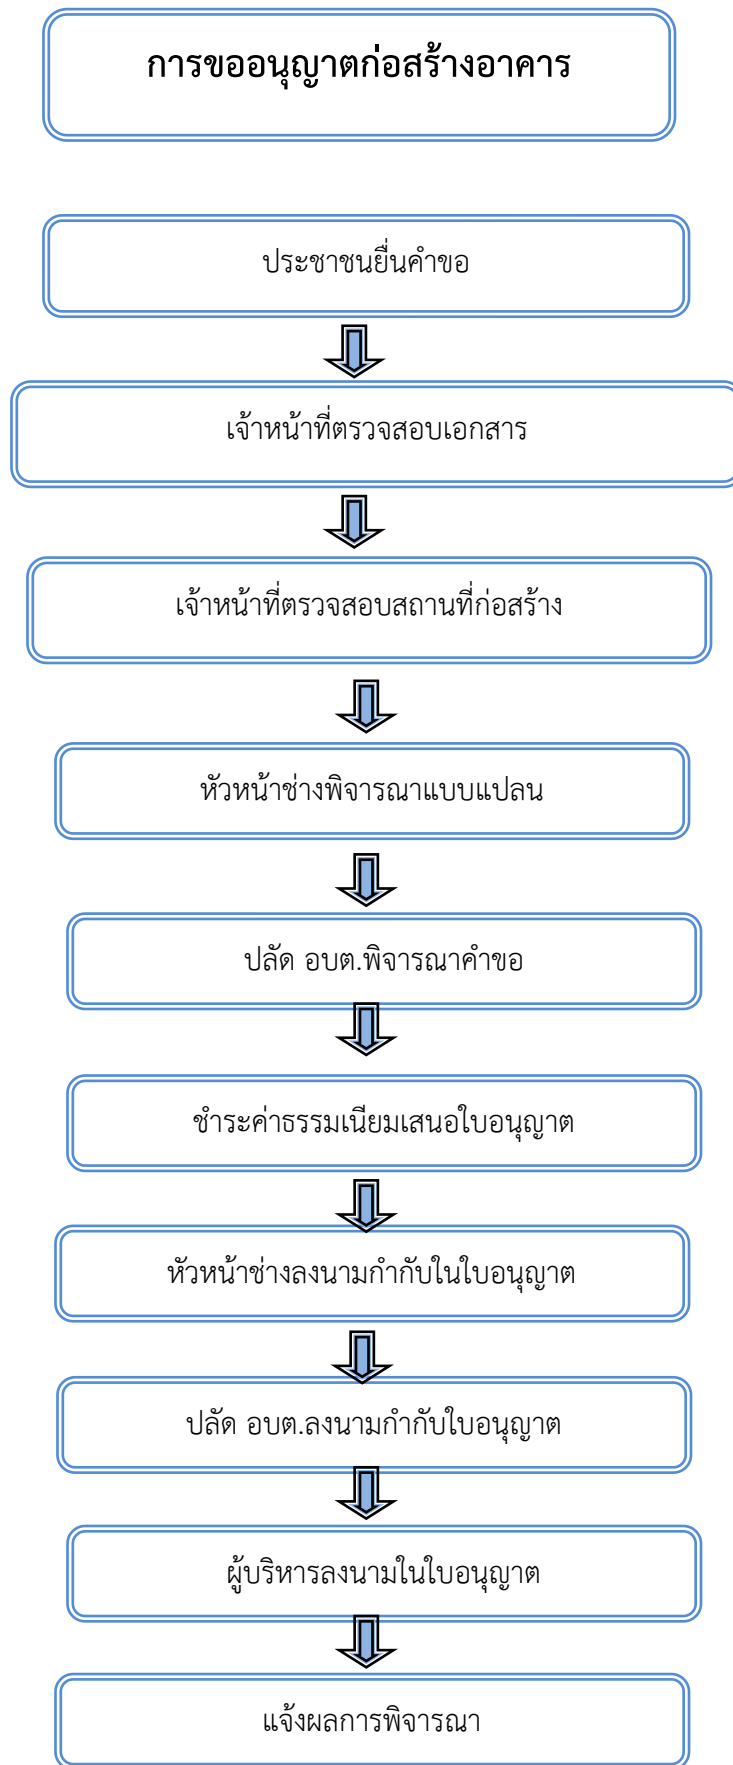 การขออนุญาตก่อสร้างอาคาร
ประชาชนยื่นคำขอ
เจ้าหน้าที่ตรวจสอบเอกสาร
เจ้าหน้าที่ตรวจสอบสถานที่ก่อสร้าง
หัวหน้าช่างพิจารณาแบบแปลน
ปลัด อบต.พิจารณาคำขอ
ชำระค่าธรรมเนียมเสนอใบอนุญาต
หัวหน้าช่างลงนามกำกับในใบอนุญาต
ปลัด อบต.ลงนามกำกับใบอนุญาต
ผู้บริหารลงนามในใบอนุญาต
แจ้งผลการพิจารณา